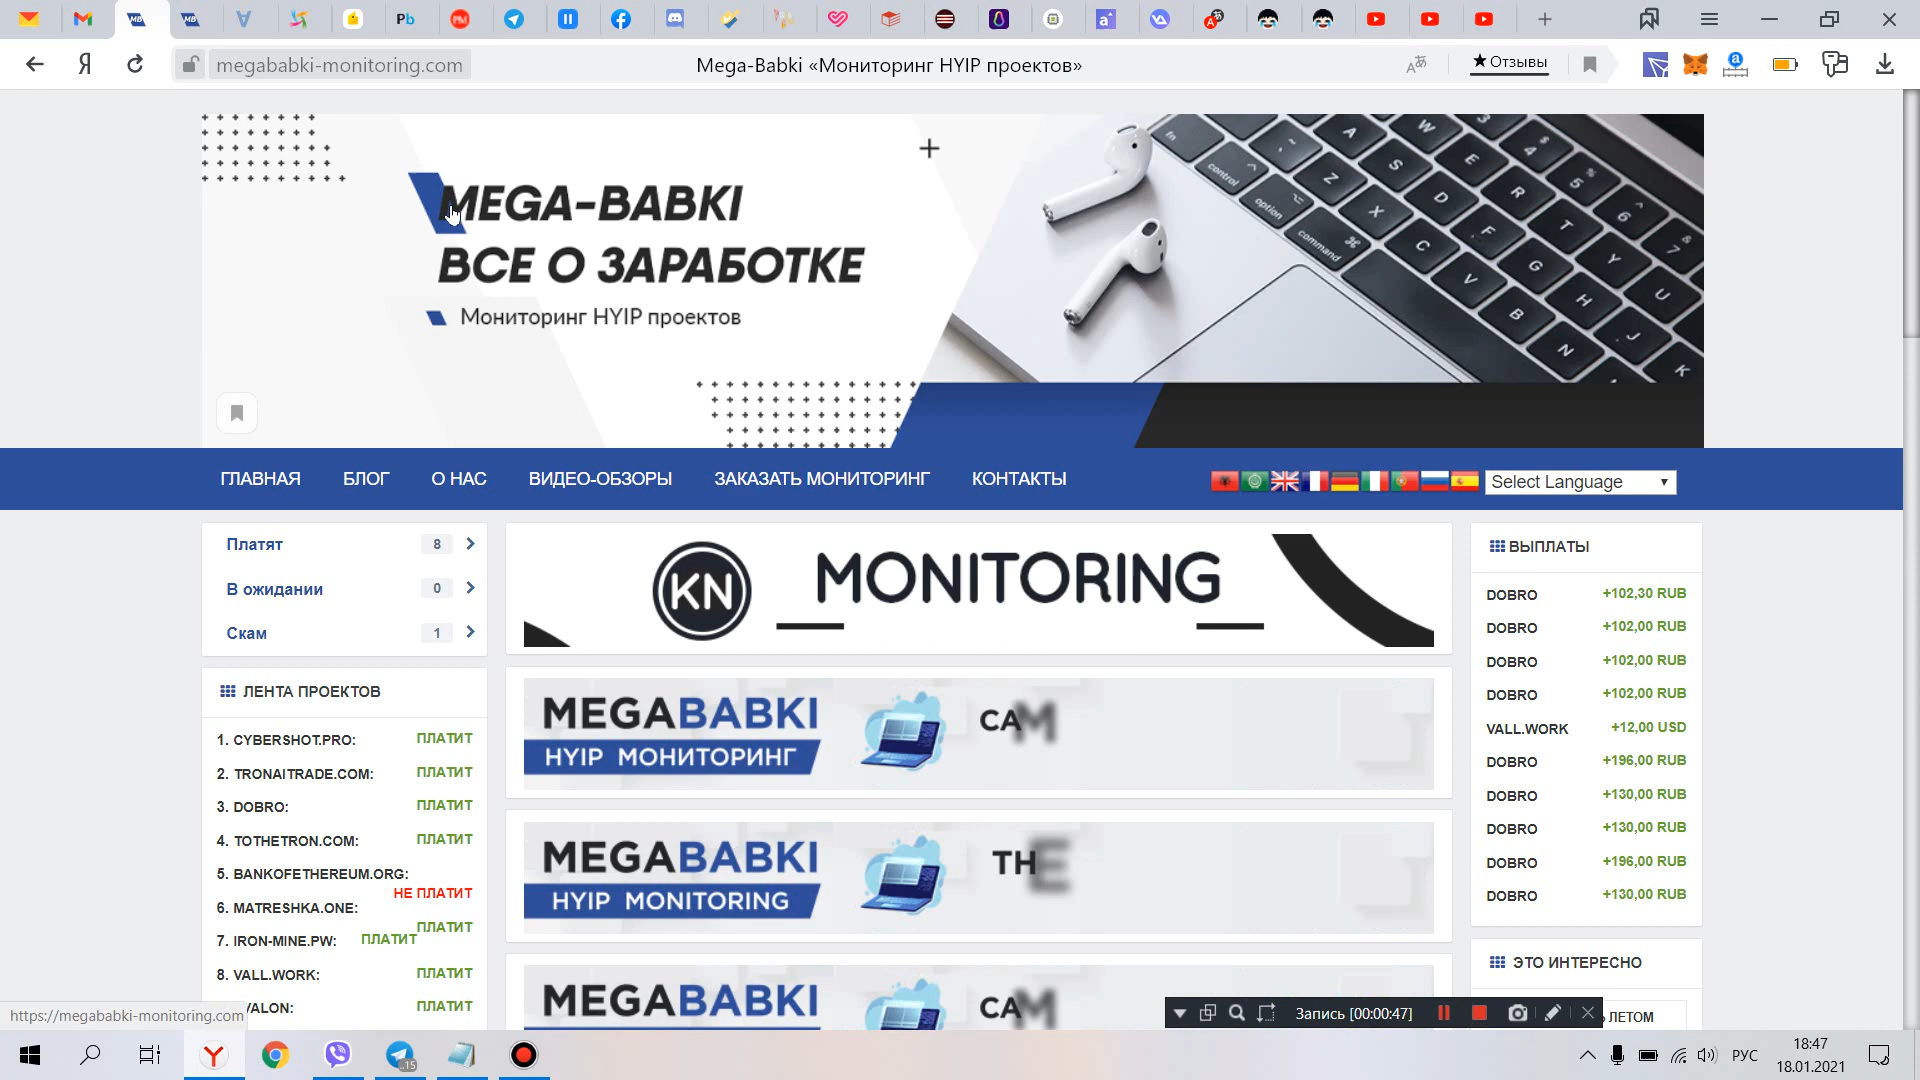 megababki-monitoring.com
Mega-Babki «Мониторинг HYIP проектов»
★ Отзывы
MEGA-BABKI
ВСЕ О ЗАРАБОТКЕ
Мониторинг HYIP проектов
ГЛАВНАЯ БЛОГ О НАС ВИДЕО-ОБЗОРЫ ЗАКАЗАТЬ МОНИТОРИНГ КОНТАКТЫ
Select Language
Платят 8
В ожидании 0
Скам 1
ЛЕНТА ПРОЕКТОВ
1. CYBERSHOT.PRO: ПЛАТИТ
2. TRONAITRADE.COM: ПЛАТИТ
3. DOBRO: ПЛАТИТ
4. TOTHETRON.COM: ПЛАТИТ
5. BANKOFETHEREUM.ORG:
НЕ ПЛАТИТ
6. MATRESHKA.ONE:
ПЛАТИТ
7. IRON-MINE.PW: ПЛАТИТ
8. VALL.WORK: ПЛАТИТ
VALON: ПЛАТИТ
KN MONITORING
MEGABABKI
HYIP МОНИТОРИНГ
САМ
MEGABABKI
HYIP MONITORING
THE
MEGABABKI
САМ
ВЫПЛАТЫ
DOBRO +102,30 RUB
DOBRO +102,00 RUB
DOBRO +102,00 RUB
DOBRO +102,00 RUB
VALL.WORK +12,00 USD
DOBRO +196,00 RUB
DOBRO +130,00 RUB
DOBRO +130,00 RUB
DOBRO +196,00 RUB
DOBRO +130,00 RUB
ЭТО ИНТЕРЕСНО
ЛЕТОМ
https://megababki-monitoring.com
Запись [00:00:47]
РУС
18:47
18.01.2021